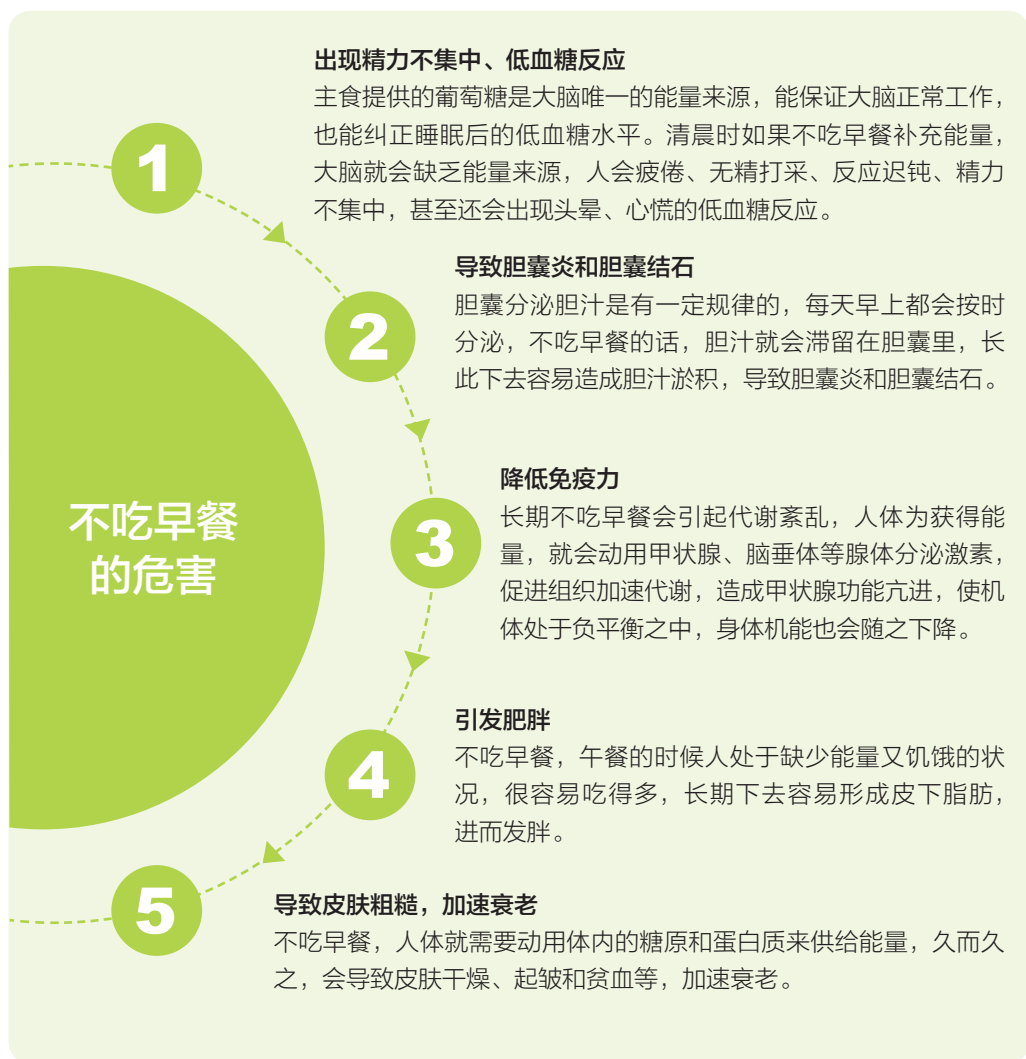 出现精力不集中、低血糖反应
主食提供的葡萄糖是大脑唯一的能量来源，能保证大脑正常工作，
也能纠正睡眠后的低血糖水平。清晨时如果不吃早餐补充能量，
大脑就会缺乏能量来源，人会疲倦、无精打采、反应迟钝、精力
不集中，甚至还会出现头晕、心慌的低血糖反应。
1
导致胆囊炎和胆囊结石
胆囊分泌胆汁是有一定规律的，每天早上都会按时
分泌，不吃早餐的话，胆汁就会滞留在胆囊里，长
此下去容易造成胆汁淤积，导致胆囊炎和胆囊结石。
2
降低免疫力
长期不吃早餐会引起代谢紊乱，人体为获得能
量，就会动用甲状腺、脑垂体等腺体分泌激素，
促进组织加速代谢，造成甲状腺功能亢进，使机
体处于负平衡之中，身体机能也会随之下降。
3
不吃早餐
的危害
引发肥胖
不吃早餐，午餐的时候人处于缺少能量又饥饿的状
况，很容易吃得多，长期下去容易形成皮下脂肪，
进而发胖。
4
导致皮肤粗糙，加速衰老
不吃早餐，人体就需要动用体内的糖原和蛋白质来供给能量，久而久
之，会导致皮肤干燥、起皱和贫血等，加速衰老。
5